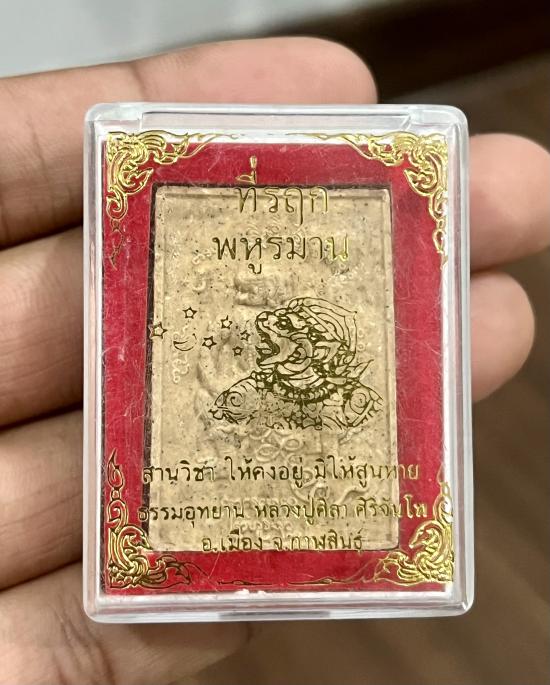 ที่รฤก
พหูรมาน
สานวิชา ให้คงอยู่ มิให้สูญหาย
ธรรมอุทยาน หลวงปู่ศิลา ศิริจันโท
อ.เมือง จ.กาฬสินธุ์